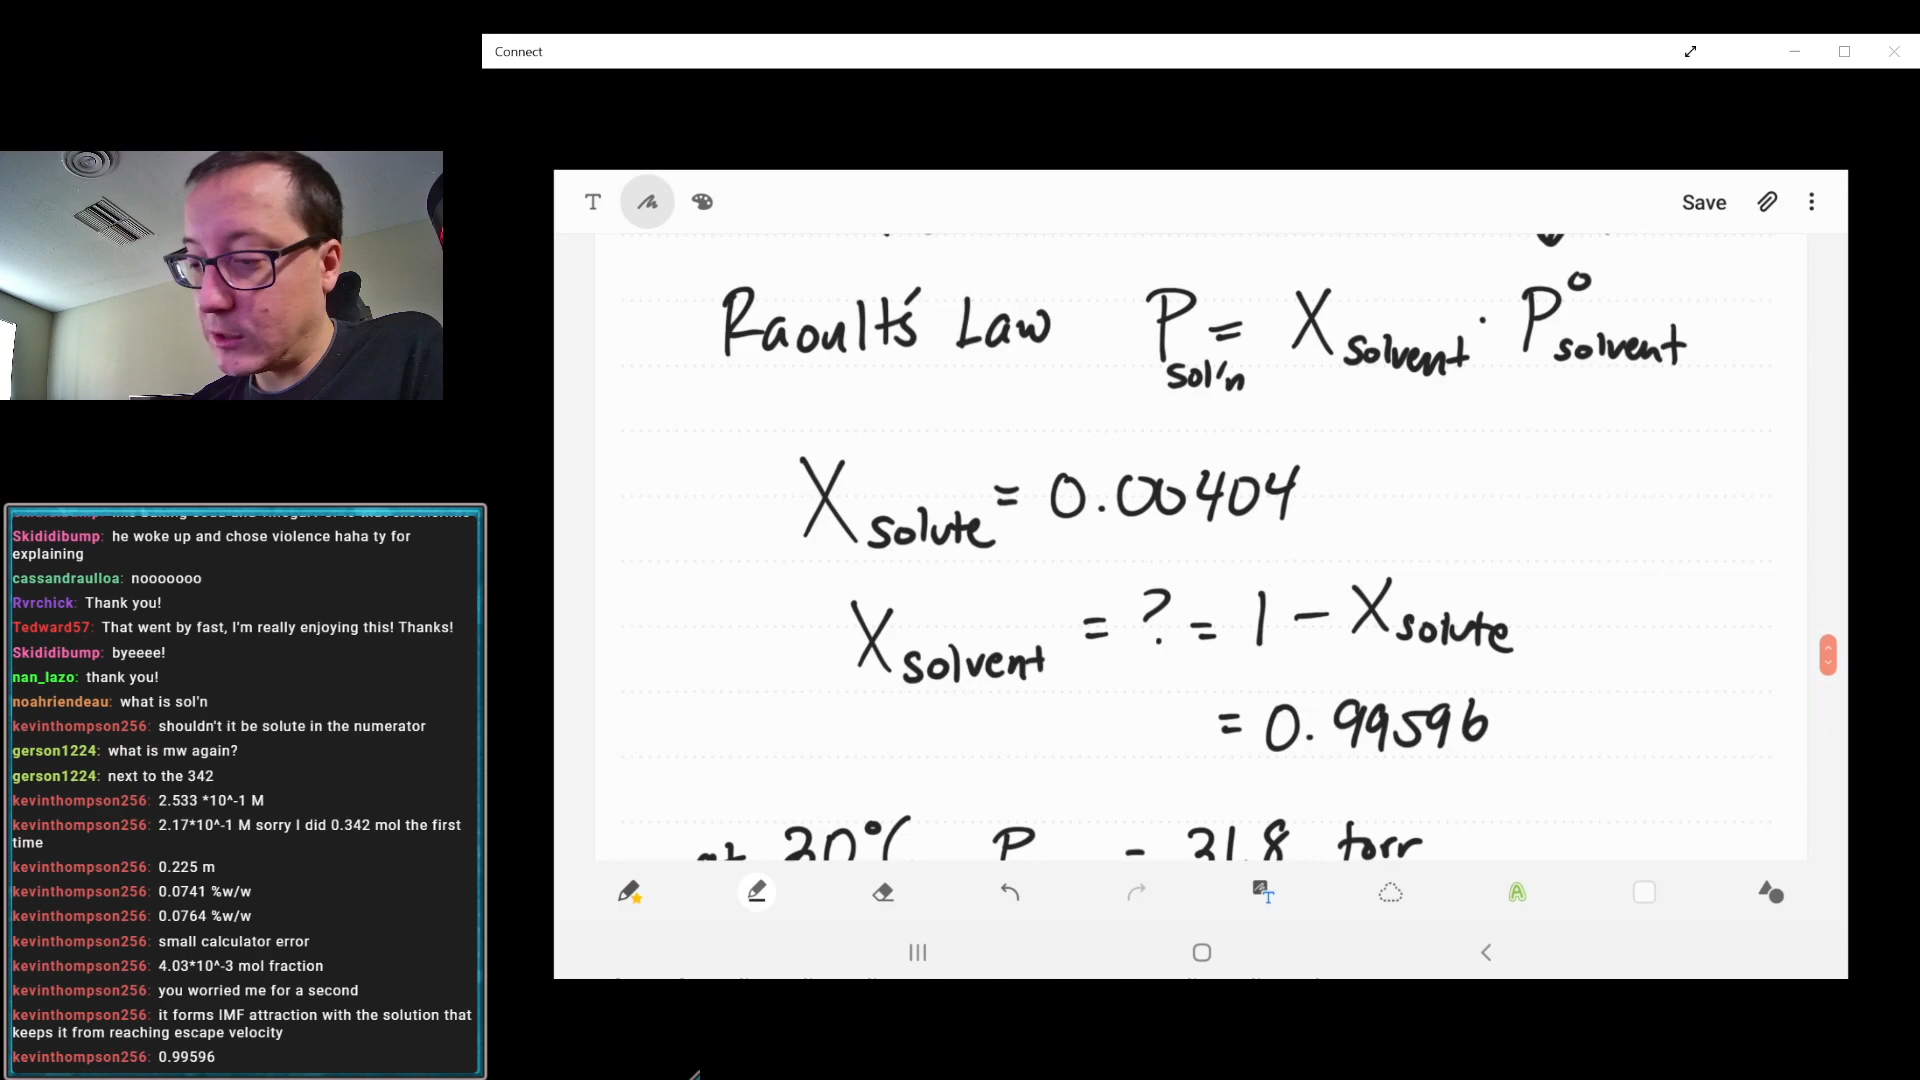 Connect
Save
Raoult's Law P sol'n = X solvent · P° solvent
X solute = 0.00404
X solvent = ? = 1 - X solute
= 0.99596
at 30°C P = 31.8 torr
Skididibump: he woke up and chose violence haha ty for
explaining
cassandraulloa: nooooooo
Rvrchick: Thank you!
Tedward57: That went by fast, I'm really enjoying this! Thanks!
Skididibump: byeeee!
nan_lazo: thank you!
noahriendeau: what is sol'n
kevinthompson256: shouldn't it be solute in the numerator
gerson1224: what is mw again?
gerson1224: next to the 342
kevinthompson256: 2.533 *10^-1 M
kevinthompson256: 2.17*10^-1 M sorry I did 0.342 mol the first
time
kevinthompson256: 0.225 m
kevinthompson256: 0.0741 %w/w
kevinthompson256: 0.0764 %w/w
kevinthompson256: small calculator error
kevinthompson256: 4.03*10^-3 mol fraction
kevinthompson256: you worried me for a second
kevinthompson256: it forms IMF attraction with the solution that
keeps it from reaching escape velocity
kevinthompson256: 0.99596